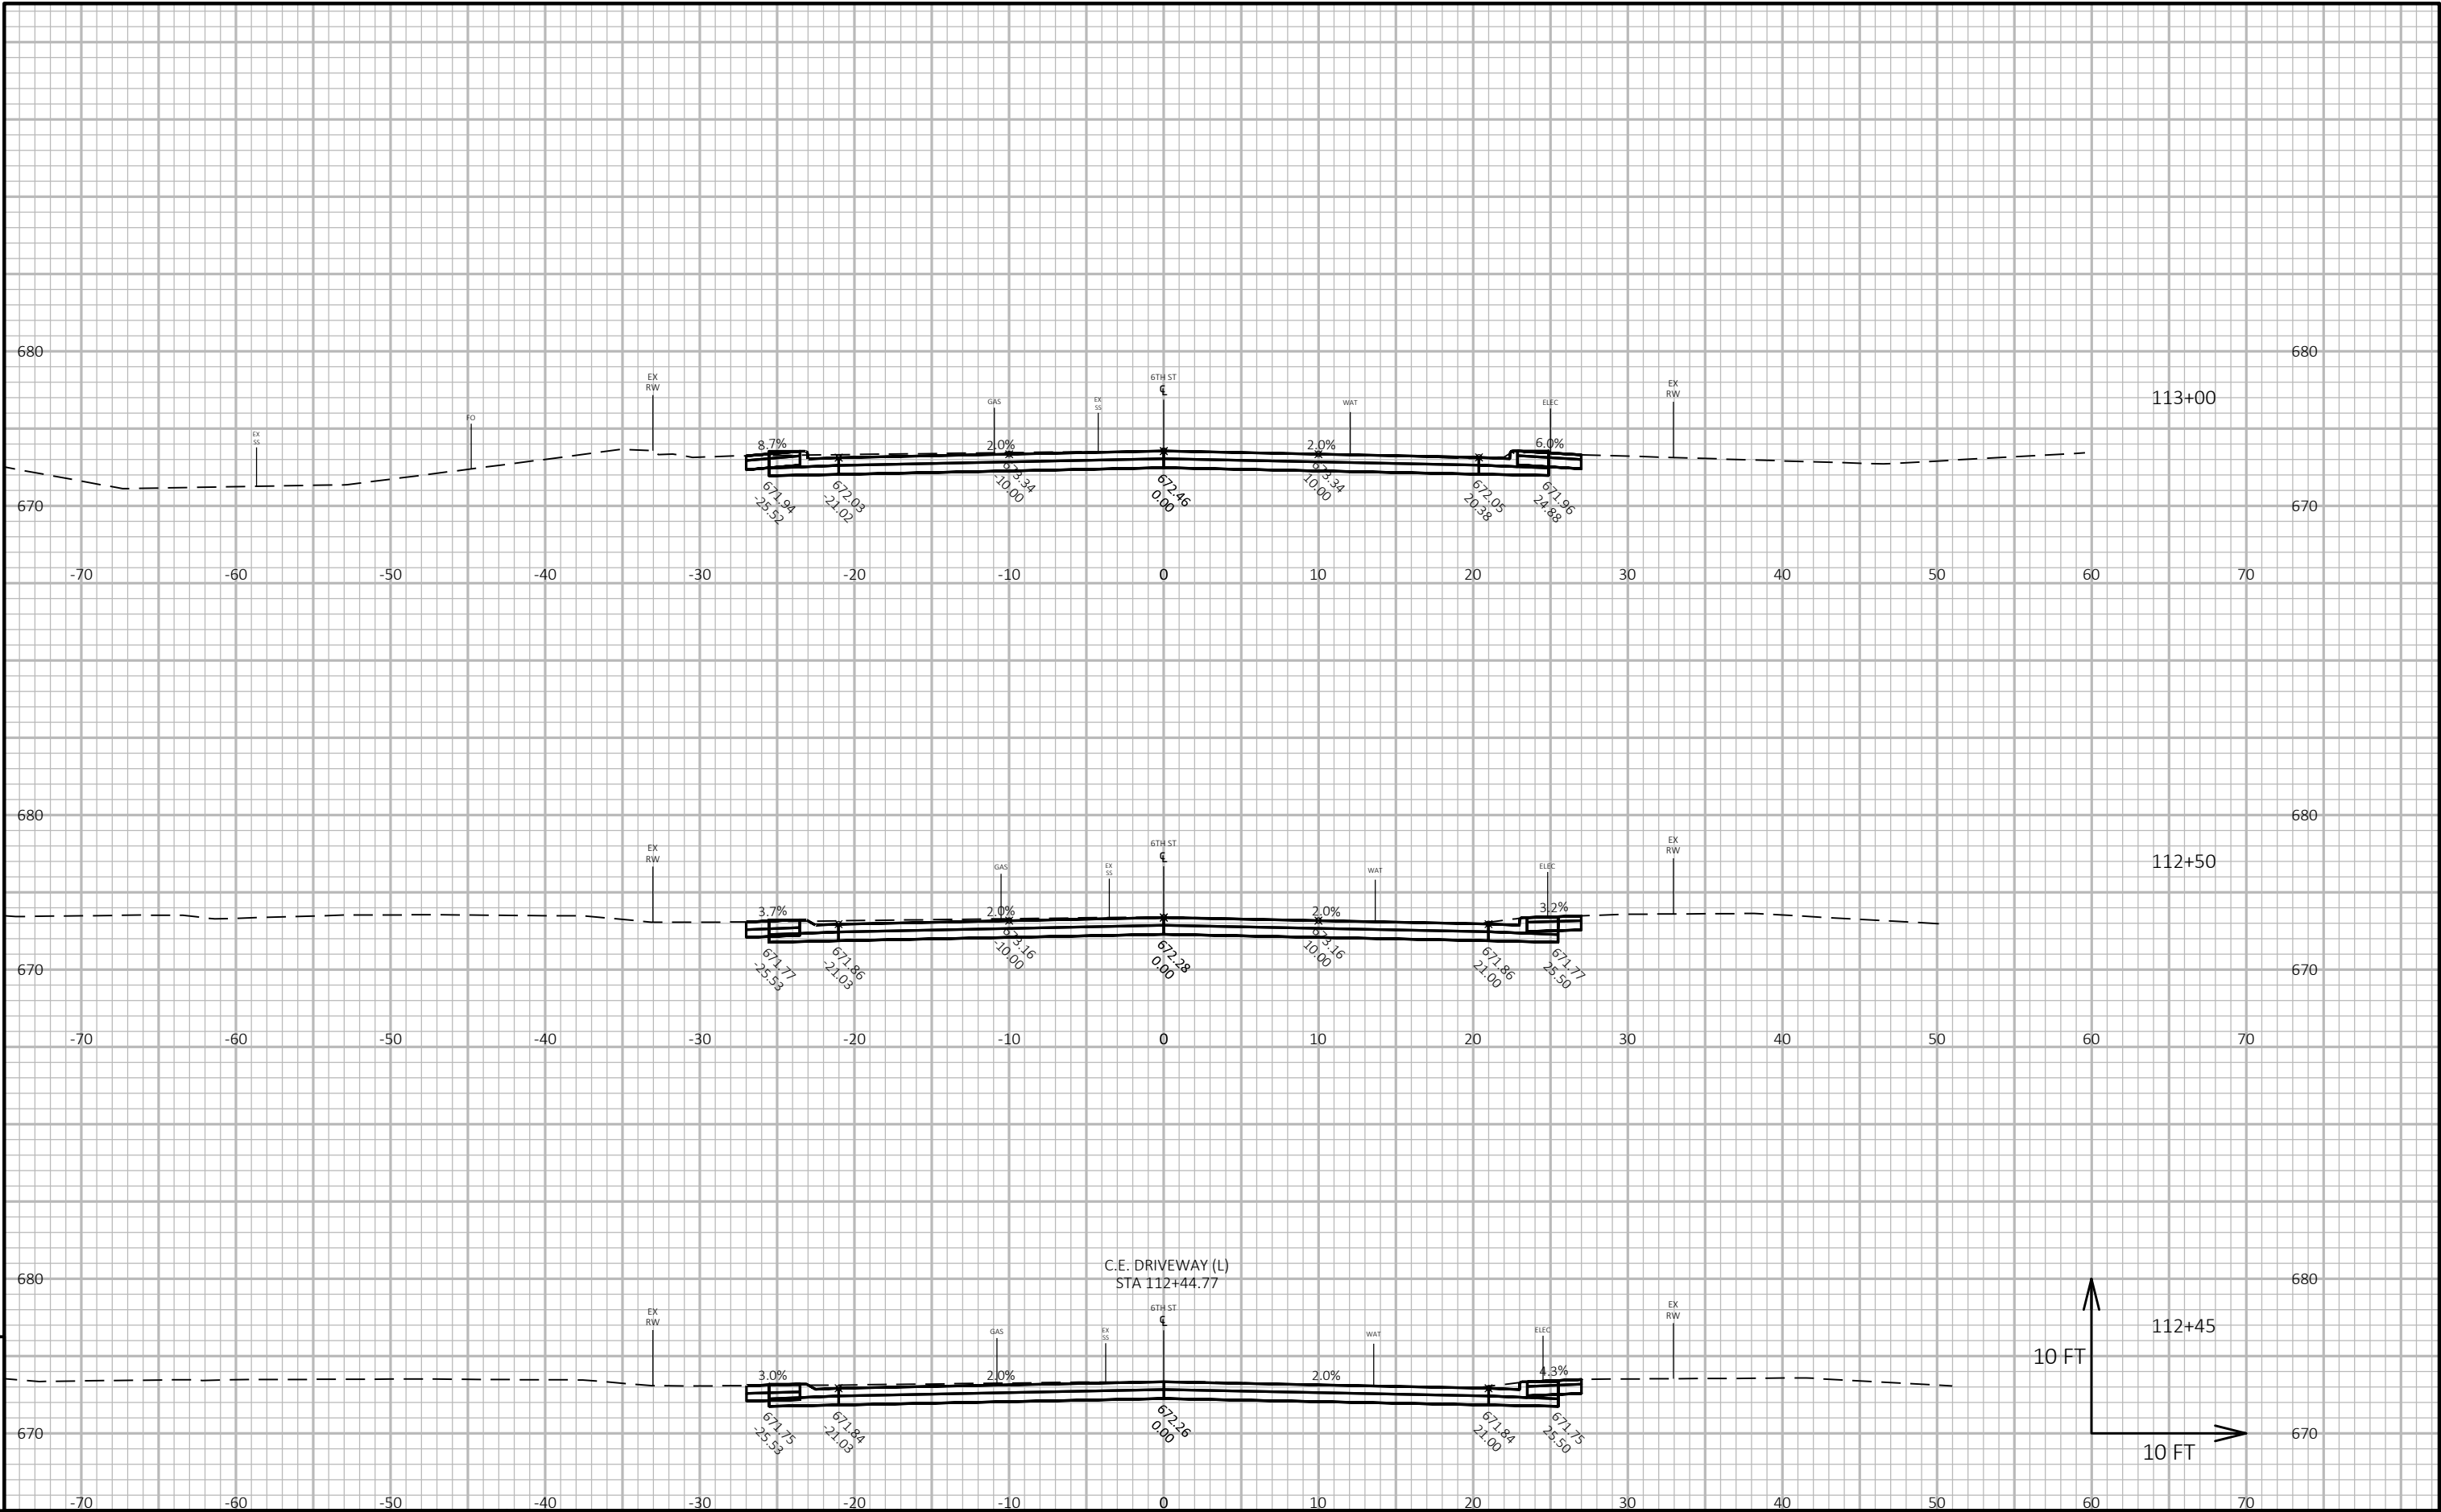 680
680
113+00
EX
RW
6TH ST
℄
EX
RW
GAS
EX
SS
WAT
ELEC
FO
EX
SS
8.7%
2.0%
2.0%
6.0%
671.94
-25.52
672.03
-21.02
673.34
-10.00
672.46
0.00
673.34
10.00
672.05
20.38
671.96
24.88
670
670
-70 -60 -50 -40 -30 -20 -10 0 10 20 30 40 50 60 70
680
680
112+50
EX
RW
6TH ST
℄
EX
RW
GAS
EX
SS
WAT
ELEC
3.7%
2.0%
2.0%
3.2%
671.77
-25.53
671.86
-21.03
673.16
-10.00
672.28
0.00
673.16
10.00
671.86
21.00
671.77
25.50
670
670
-70 -60 -50 -40 -30 -20 -10 0 10 20 30 40 50 60 70
C.E. DRIVEWAY (L)
STA 112+44.77
680
680
112+45
EX
RW
6TH ST
℄
EX
RW
GAS
EX
SS
WAT
ELEC
3.0%
2.0%
2.0%
4.3%
10 FT
671.75
-25.53
671.84
-21.03
672.26
0.00
671.84
21.00
671.75
25.50
670
670
10 FT
-70 -60 -50 -40 -30 -20 -10 0 10 20 30 40 50 60 70